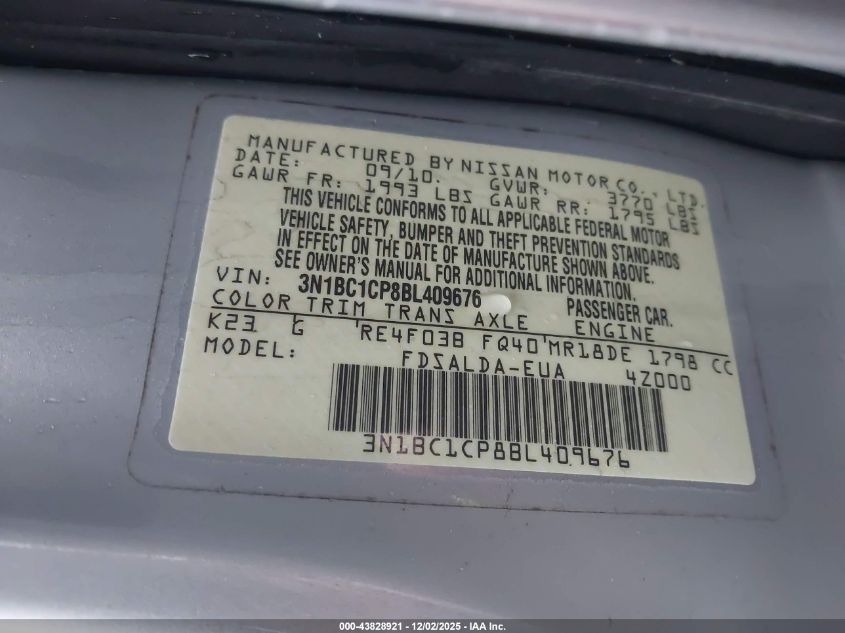 MANUFACTURED BY NISSAN MOTOR CO., LTD.
DATE: 09/10. GVWR: 3770 LBS
GAWR FR: 1993 LBS GAWR RR: 1795 LBS
THIS VEHICLE CONFORMS TO ALL APPLICABLE FEDERAL MOTOR
VEHICLE SAFETY, BUMPER AND THEFT PREVENTION STANDARDS
IN EFFECT ON THE DATE OF MANUFACTURE SHOWN ABOVE.
SEE OWNER'S MANUAL FOR ADDITIONAL INFORMATION.
VIN: 3N1BC1CP8BL409676 PASSENGER CAR.
COLOR TRIM TRANS AXLE ENGINE
K23 G RE4F03B FQ40 MR18DE 1798 CC
MODEL: FDSALDA-EUA 4Z000
3N1BC1CP8BL409676
000-43828921 - 12/02/2025 - IAA Inc.